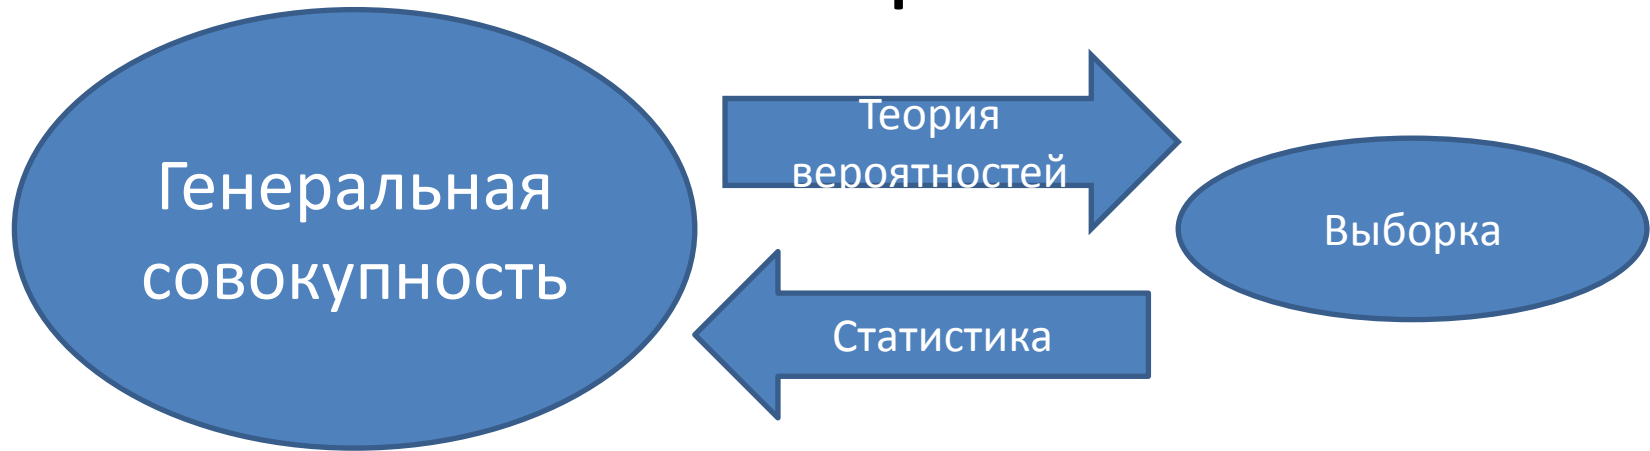 Генеральная
совокупность
Теория
вероятностей
Выборка
Статистика